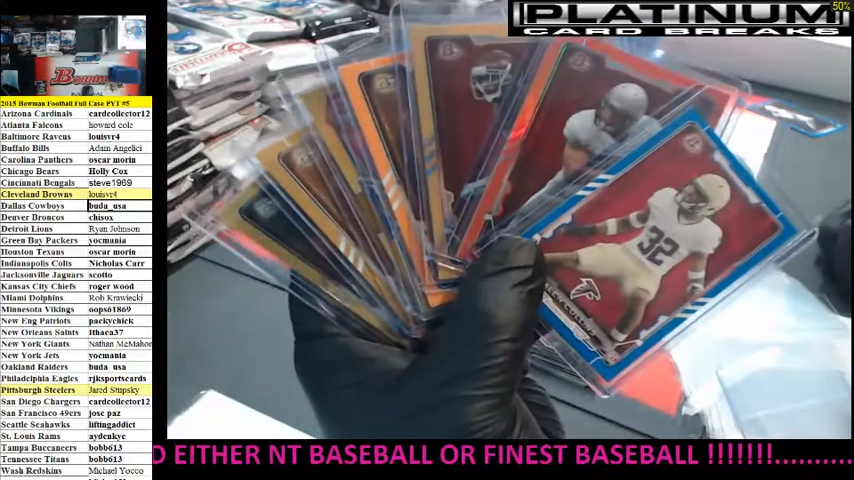 50%
PLATINUM
CARD BREAKS
Bowman
2015 Bowman Football Full Case PYT #5
Arizona Cardinals cardcollector12
Atlanta Falcons howard cole
Baltimore Ravens louisvr4
Buffalo Bills Adam Angelici
Carolina Panthers oscar morin
Chicago Bears Holly Cox
Cincinnati Bengals steve1969
Cleveland Browns louisvr4
Dallas Cowboys buda_usa
Denver Broncos chisox
Detroit Lions Ryan Johnson
Green Bay Packers yocmania
Houston Texans oscar morin
Indianapolis Colts Nicholas Carr
Jacksonville Jaguars scotto
Kansas City Chiefs roger wood
Miami Dolphins Rob Krawiecki
Minnesota Vikings oops61869
New Eng Patriots packychick
New Orleans Saints Ithaca37
New York Giants Nathan McMahon
New York Jets yocmania
Oakland Raiders buda_usa
Philadelphia Eagles rjksportscards
Pittsburgh Steelers Jared Stupsky
San Diego Chargers cardcollector12
San Francisco 49ers jose paz
Seattle Seahawks liftingaddict
St. Louis Rams aydenkyc
Tampa Buccaneers bobb613
Tennessee Titans bobb613
Wash Redskins Michael Yocco
32
D EITHER NT BASEBALL OR FINEST BASEBALL !!!!!!!..........